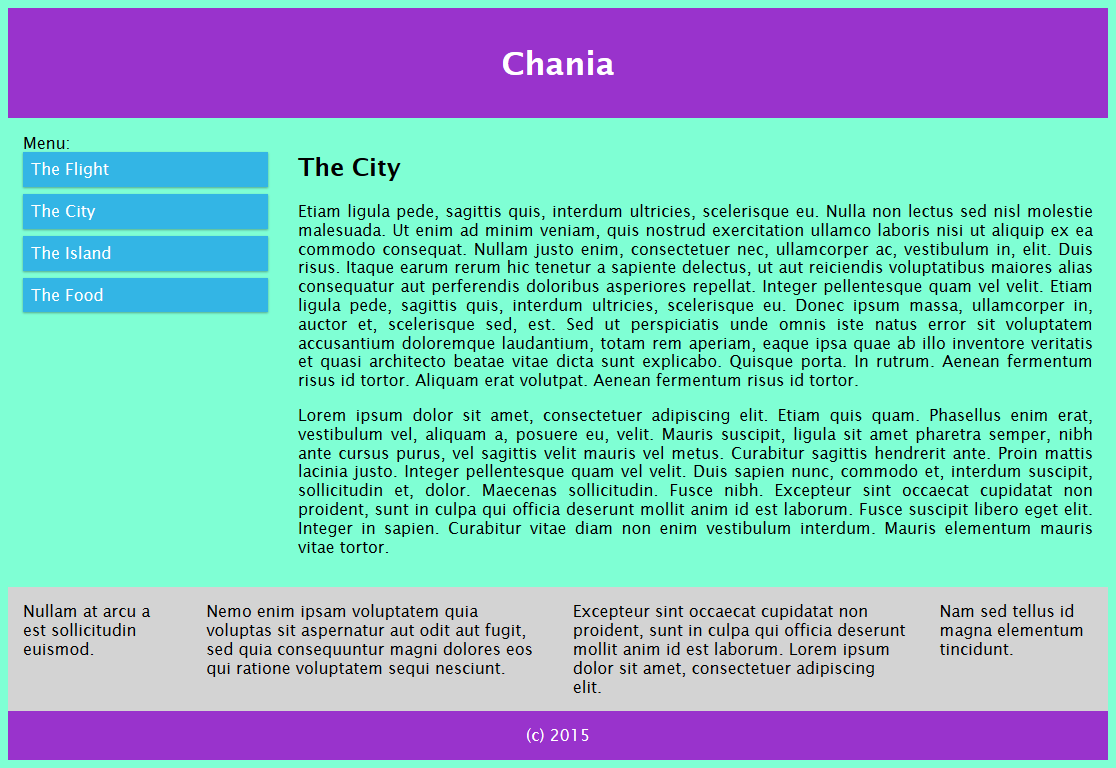 Chania
Menu:
The Flight
The City
The Island
The Food
The City
Etiam ligula pede, sagittis quis, interdum ultricies, scelerisque eu. Nulla non lectus sed nisl molestie
malesuada. Ut enim ad minim veniam, quis nostrud exercitation ullamco laboris nisi ut aliquip ex ea
commodo consequat. Nullam justo enim, consectetuer nec, ullamcorper ac, vestibulum in, elit. Duis
risus. Itaque earum rerum hic tenetur a sapiente delectus, ut aut reiciendis voluptatibus maiores alias
consequatur aut perferendis doloribus asperiores repellat. Integer pellentesque quam vel velit. Etiam
ligula pede, sagittis quis, interdum ultricies, scelerisque eu. Donec ipsum massa, ullamcorper in,
auctor et, scelerisque sed, est. Sed ut perspiciatis unde omnis iste natus error sit voluptatem
accusantium doloremque laudantium, totam rem aperiam, eaque ipsa quae ab illo inventore veritatis
et quasi architecto beatae vitae dicta sunt explicabo. Quisque porta. In rutrum. Aenean fermentum
risus id tortor. Aliquam erat volutpat. Aenean fermentum risus id tortor.
Lorem ipsum dolor sit amet, consectetuer adipiscing elit. Etiam quis quam. Phasellus enim erat,
vestibulum vel, aliquam a, posuere eu, velit. Mauris suscipit, ligula sit amet pharetra semper, nibh
ante cursus purus, vel sagittis velit mauris vel metus. Curabitur sagittis hendrerit ante. Proin mattis
lacinia justo. Integer pellentesque quam vel velit. Duis sapien nunc, commodo et, interdum suscipit,
sollicitudin et, dolor. Maecenas sollicitudin. Fusce nibh. Excepteur sint occaecat cupidatat non
proident, sunt in culpa qui officia deserunt mollit anim id est laborum. Fusce suscipit libero eget elit.
Integer in sapien. Curabitur vitae diam non enim vestibulum interdum. Mauris elementum mauris
vitae tortor.
Nullam at arcu a
est sollicitudin
euismod.
Nemo enim ipsam voluptatem quia
voluptas sit aspernatur aut odit aut fugit,
sed quia consequuntur magni dolores eos
qui ratione voluptatem sequi nesciunt.
Excepteur sint occaecat cupidatat non
proident, sunt in culpa qui officia deserunt
mollit anim id est laborum. Lorem ipsum
dolor sit amet, consectetuer adipiscing
elit.
Nam sed tellus id
magna elementum
tincidunt.
(c) 2015